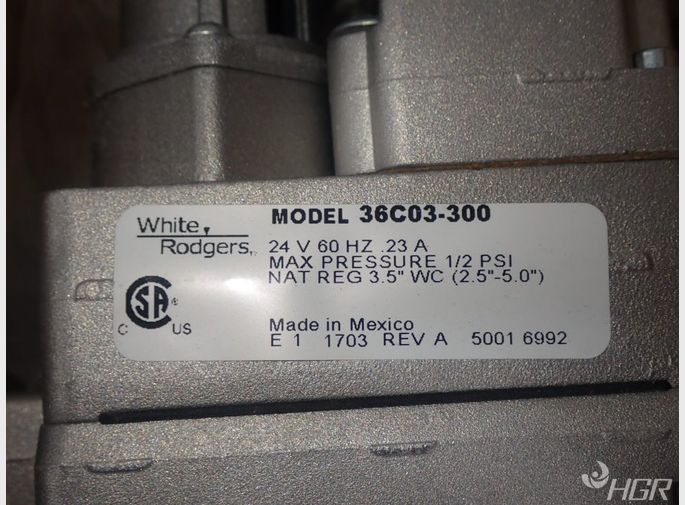 White
Rodgers
MODEL 36C03-300
24 V 60 HZ .23 A
MAX PRESSURE 1/2 PSI
NAT REG 3.5" WC (2.5"-5.0")
SA
®
C US
Made in Mexico
E 1 1703 REV A 5001 6992
HGR